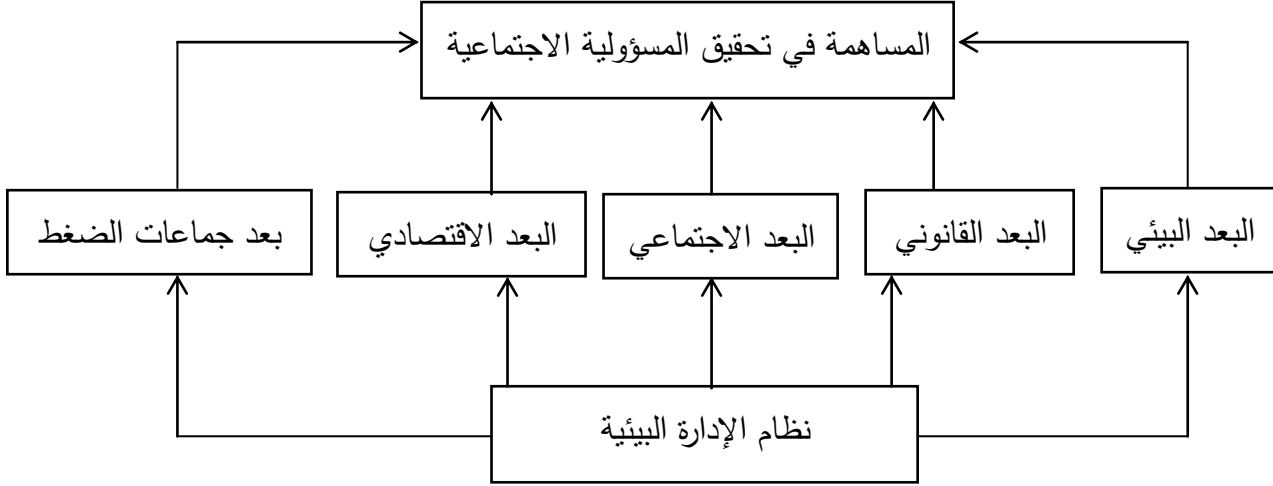 المساهمة في تحقيق المسؤولية الاجتماعية
البعد البيئي
البعد القانوني
البعد الاجتماعي
البعد الاقتصادي
بعد جماعات الضغط
نظام الإدارة البيئية